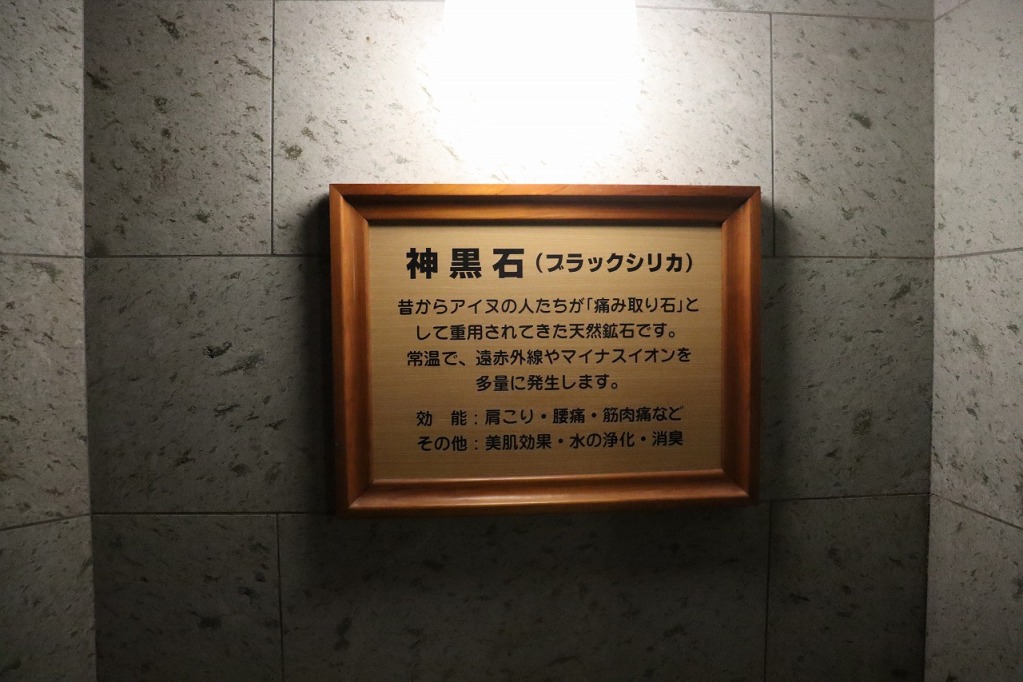 神黒石（ブラックシリカ）
昔からアイヌの人たちが「痛み取り石」と
して重用されてきた天然鉱石です。
常温で、遠赤外線やマイナスイオンを
多量に発生します。
効　能：肩こり・腰痛・筋肉痛など
その他：美肌効果・水の浄化・消臭